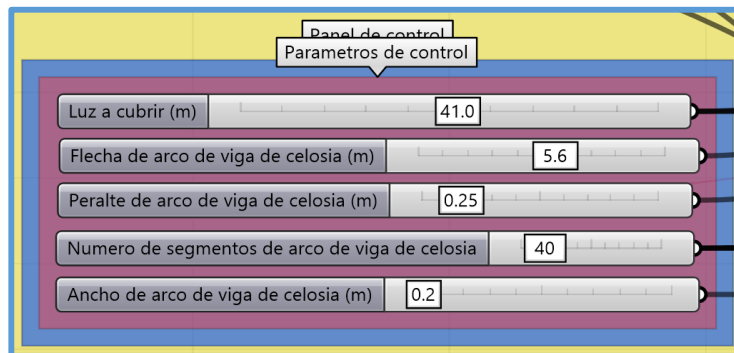 Panel de control
Parametros de control
Luz a cubrir (m) 41.0
Flecha de arco de viga de celosia (m) 5.6
Peralte de arco de viga de celosia (m) 0.25
Numero de segmentos de arco de viga de celosia 40
Ancho de arco de viga de celosia (m) 0.2